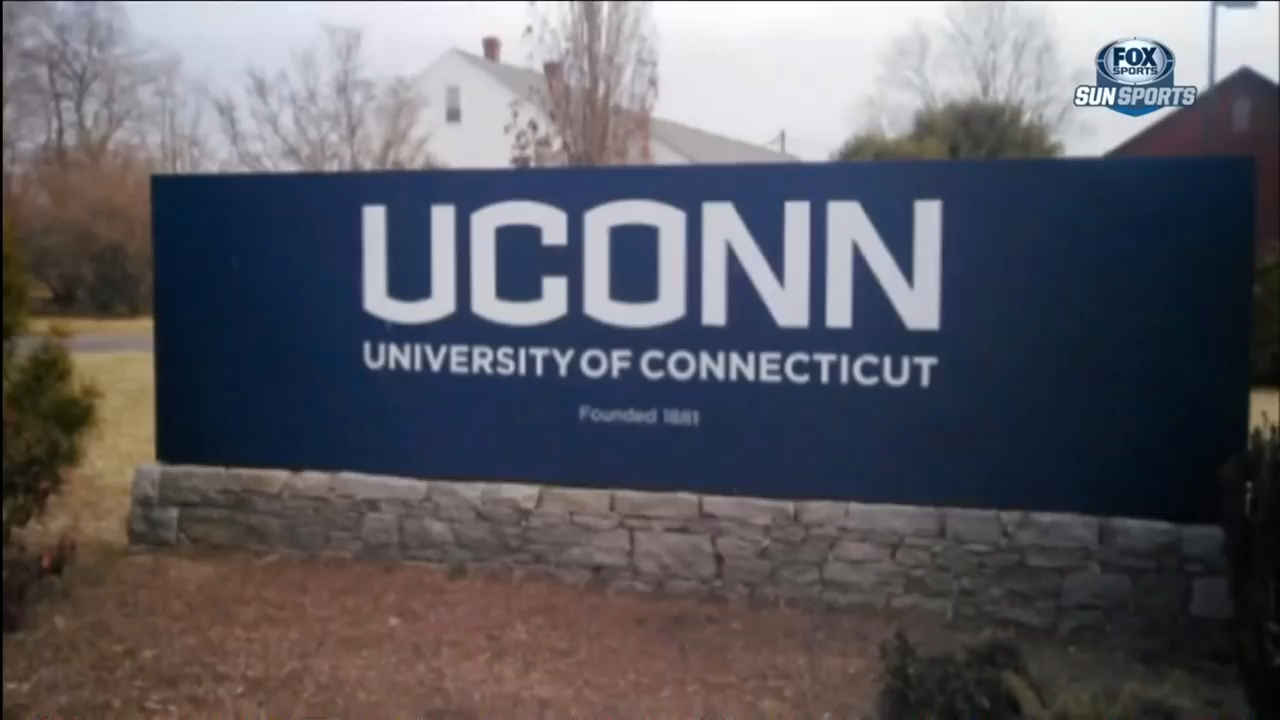 FOX
SPORTS
SUN SPORTS
UCONN
UNIVERSITY OF CONNECTICUT
Founded 1881